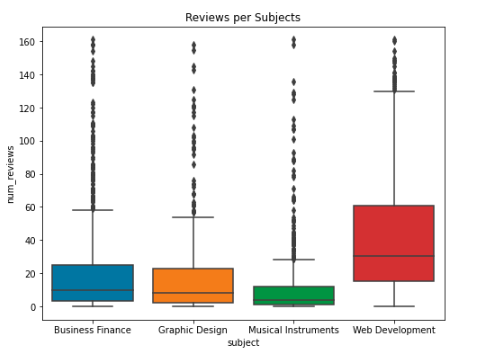 Reviews per Subjects
num_reviews
160
140
120
100
80
60
40
20
0
Business Finance Graphic Design Musical Instruments Web Development
subject